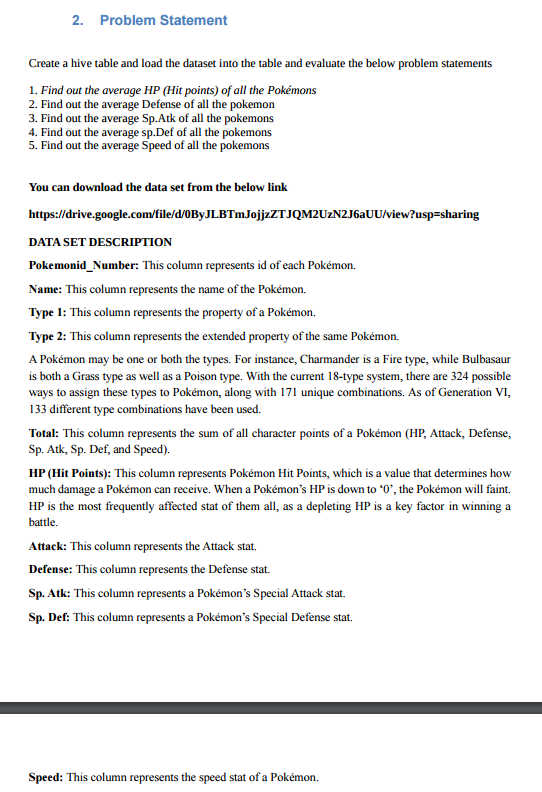 2. Problem Statement
Create a hive table and load the dataset into the table and evaluate the below problem statements
1. Find out the average HP (Hit points) of all the Pokémons
2. Find out the average Defense of all the pokemon
3. Find out the average Sp.Atk of all the pokemons
4. Find out the average sp.Def of all the pokemons
5. Find out the average Speed of all the pokemons
You can download the data set from the below link
https://drive.google.com/file/d/0ByJLBTmJojjzZTJQM2UzN2J6aUU/view?usp=sharing
DATA SET DESCRIPTION
Pokemonid_Number: This column represents id of each Pokémon.
Name: This column represents the name of the Pokémon.
Type 1: This column represents the property of a Pokémon.
Type 2: This column represents the extended property of the same Pokémon.
A Pokémon may be one or both the types. For instance, Charmander is a Fire type, while Bulbasaur
is both a Grass type as well as a Poison type. With the current 18-type system, there are 324 possible
ways to assign these types to Pokémon, along with 171 unique combinations. As of Generation VI,
133 different type combinations have been used.
Total: This column represents the sum of all character points of a Pokémon (HP, Attack, Defense,
Sp. Atk, Sp. Def, and Speed).
HP (Hit Points): This column represents Pokémon Hit Points, which is a value that determines how
much damage a Pokémon can receive. When a Pokémon’s HP is down to ‘0’, the Pokémon will faint.
HP is the most frequently affected stat of them all, as a depleting HP is a key factor in winning a
battle.
Attack: This column represents the Attack stat.
Defense: This column represents the Defense stat.
Sp. Atk: This column represents a Pokémon’s Special Attack stat.
Sp. Def: This column represents a Pokémon’s Special Defense stat.
Speed: This column represents the speed stat of a Pokémon.